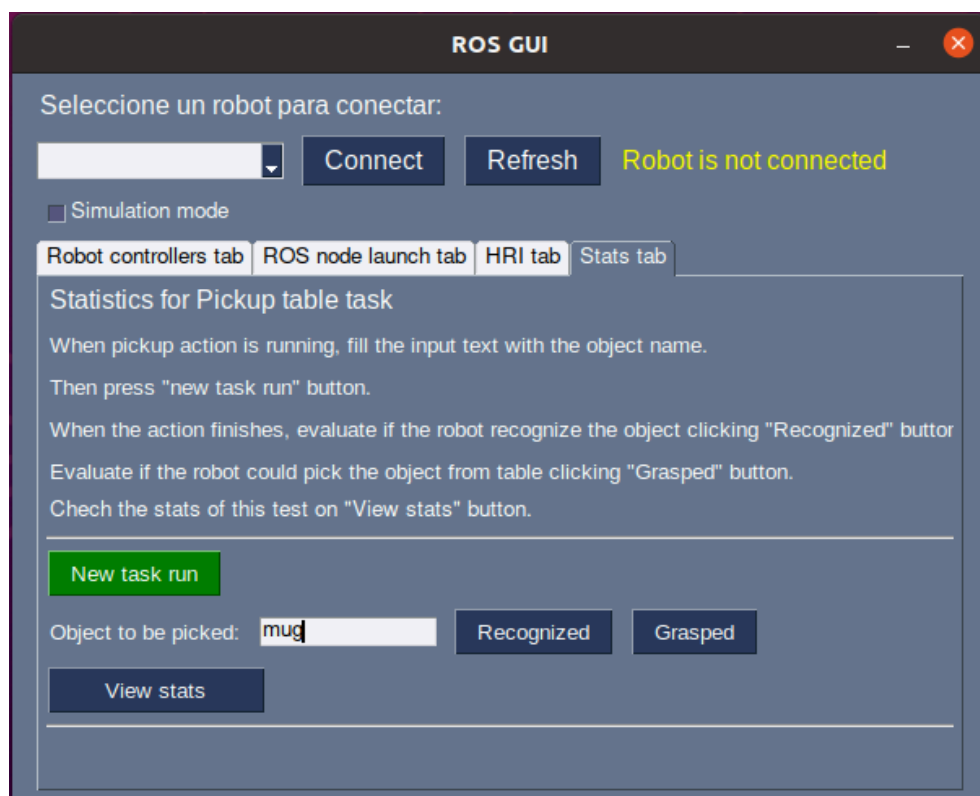 ROS GUI
Seleccione un robot para conectar:
Connect Refresh Robot is not connected
Simulation mode
Robot controllers tab ROS node launch tab HRI tab Stats tab
Statistics for Pickup table task
When pickup action is running, fill the input text with the object name.
Then press "new task run" button.
When the action finishes, evaluate if the robot recognize the object clicking "Recognized" buttor
Evaluate if the robot could pick the object from table clicking "Grasped" button.
Chech the stats of this test on "View stats" button.
New task run
Object to be picked: mug Recognized Grasped
View stats